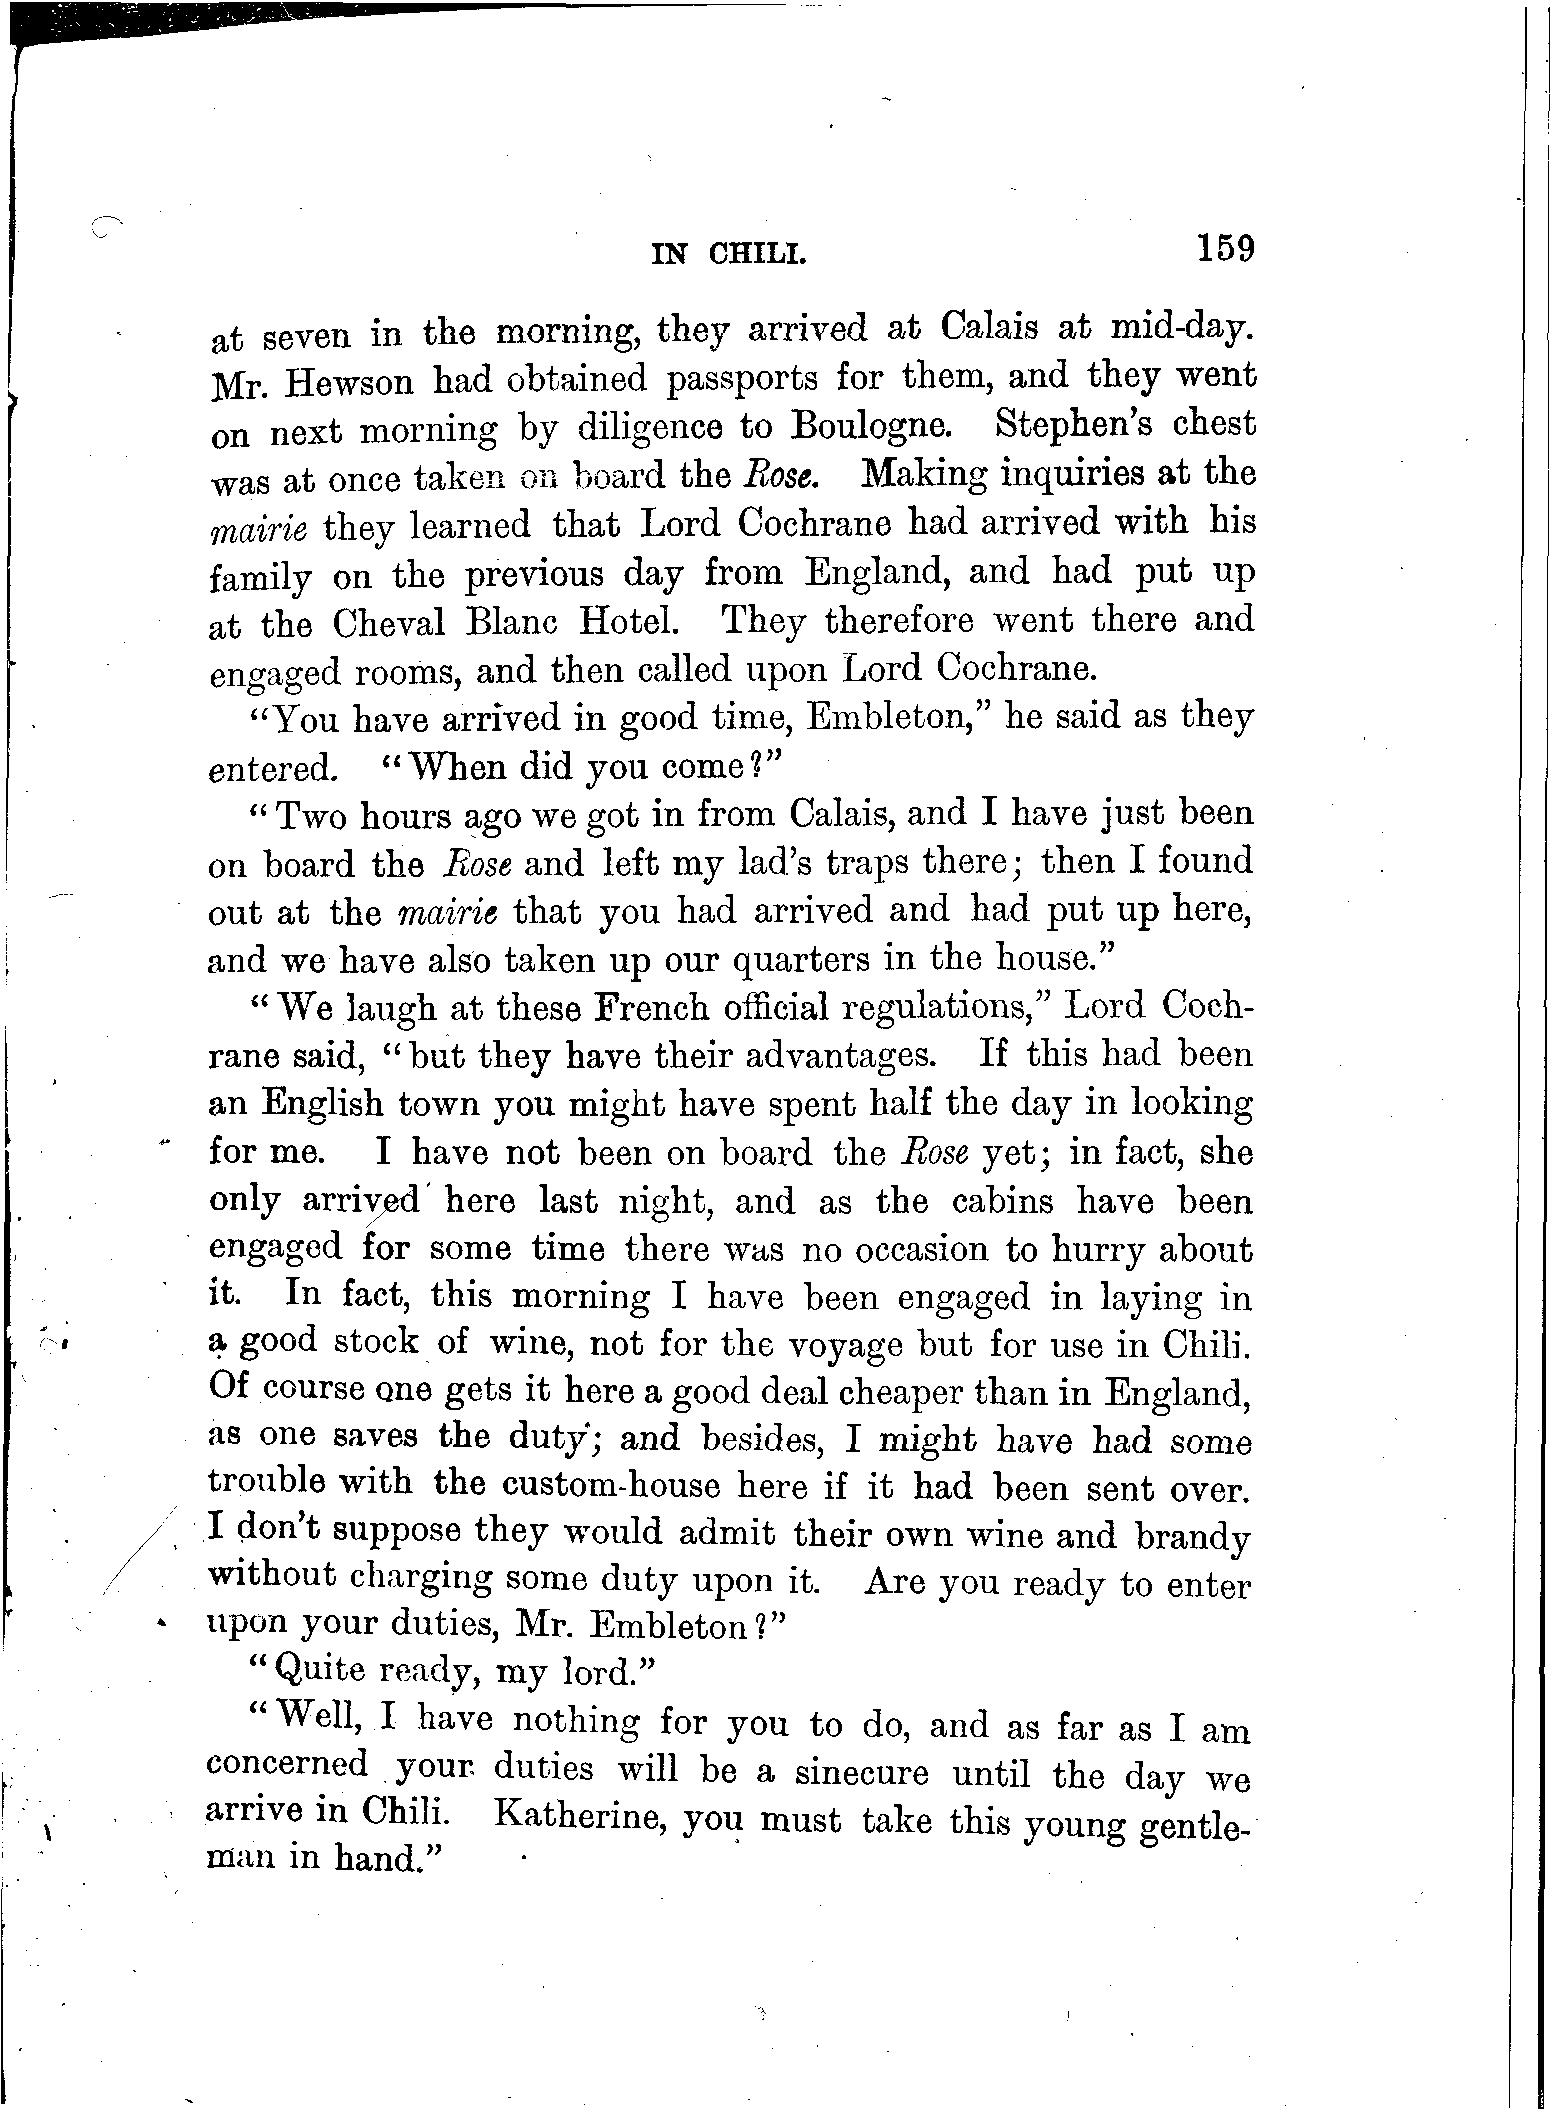 IN CHILI. 159
at seven in the morning, they arrived at Calais at mid-day.
Mr. Hewson had obtained passports for them, and they went
on next morning by diligence to Boulogne. Stephen's chest
was at once taken on board the Rose. Making inquiries at the
mairie they learned that Lord Cochrane had arrived with his
family on the previous day from England, and had put up
at the Cheval Blanc Hotel. They therefore went there and
engaged rooms, and then called upon Lord Cochrane.
"You have arrived in good time, Embleton," he said as they
entered. "When did you come?"
"Two hours ago we got in from Calais, and I have just been
on board the Rose and left my lad's traps there; then I found
out at the mairie that you had arrived and had put up here,
and we have also taken up our quarters in the house."
"We laugh at these French official regulations," Lord Coch-
rane said, "but they have their advantages. If this had been
an English town you might have spent half the day in looking
for me. I have not been on board the Rose yet; in fact, she
only arrived here last night, and as the cabins have been
engaged for some time there was no occasion to hurry about
it. In fact, this morning I have been engaged in laying in
a good stock of wine, not for the voyage but for use in Chili.
Of course one gets it here a good deal cheaper than in England,
as one saves the duty; and besides, I might have had some
trouble with the custom-house here if it had been sent over.
I don't suppose they would admit their own wine and brandy
without charging some duty upon it. Are you ready to enter
upon your duties, Mr. Embleton?"
"Quite ready, my lord."
"Well, I have nothing for you to do, and as far as I am
concerned your duties will be a sinecure until the day we
arrive in Chili. Katherine, you must take this young gentle-
man in hand."